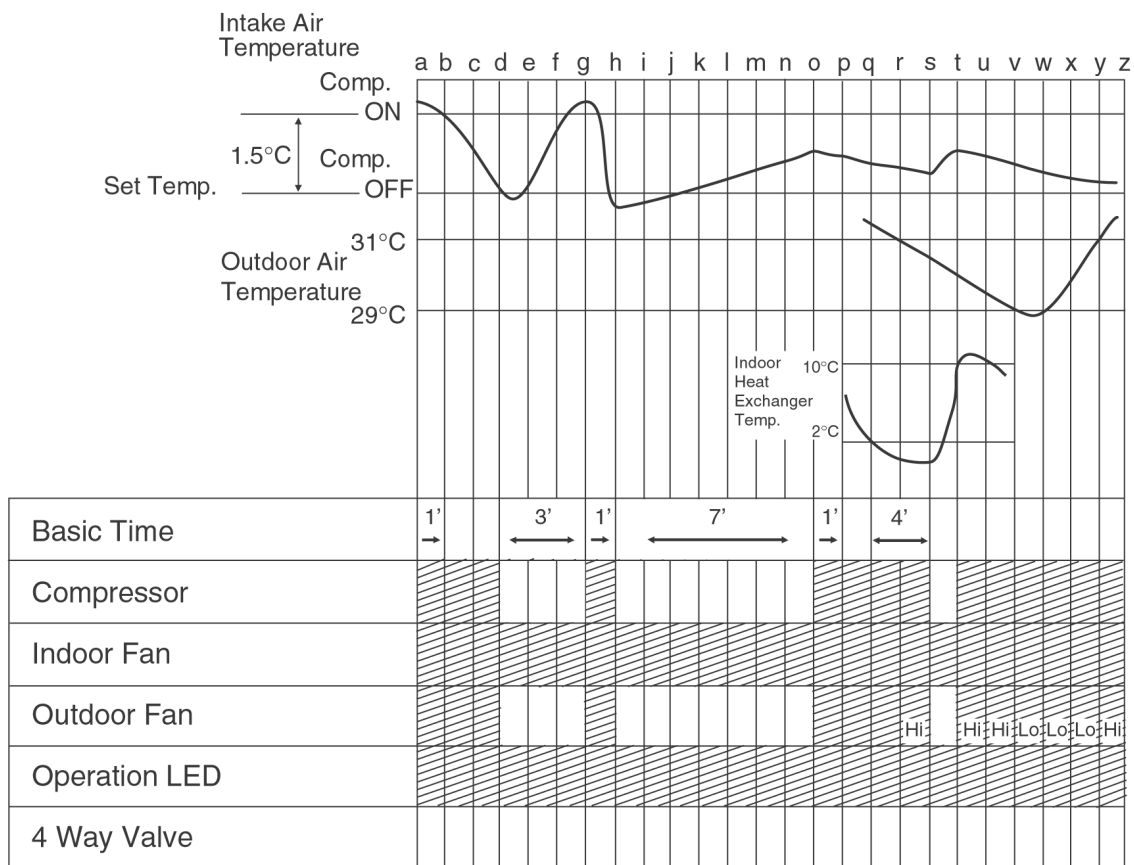 Intake Air
Temperature
a b c d e f g h i j k l m n o p q r s t u v w x y z
Comp.
ON
1.5°C
Comp.
Set Temp.
OFF
31°C
Outdoor Air
Temperature
29°C
Indoor
Heat
Exchanger
Temp.
10°C
2°C
Basic Time 1’ 3’ 1’ 7’ 1’ 4’
Compressor
Indoor Fan
Outdoor Fan Hi Hi Hi Lo Lo Lo Hi
Operation LED
4 Way Valve